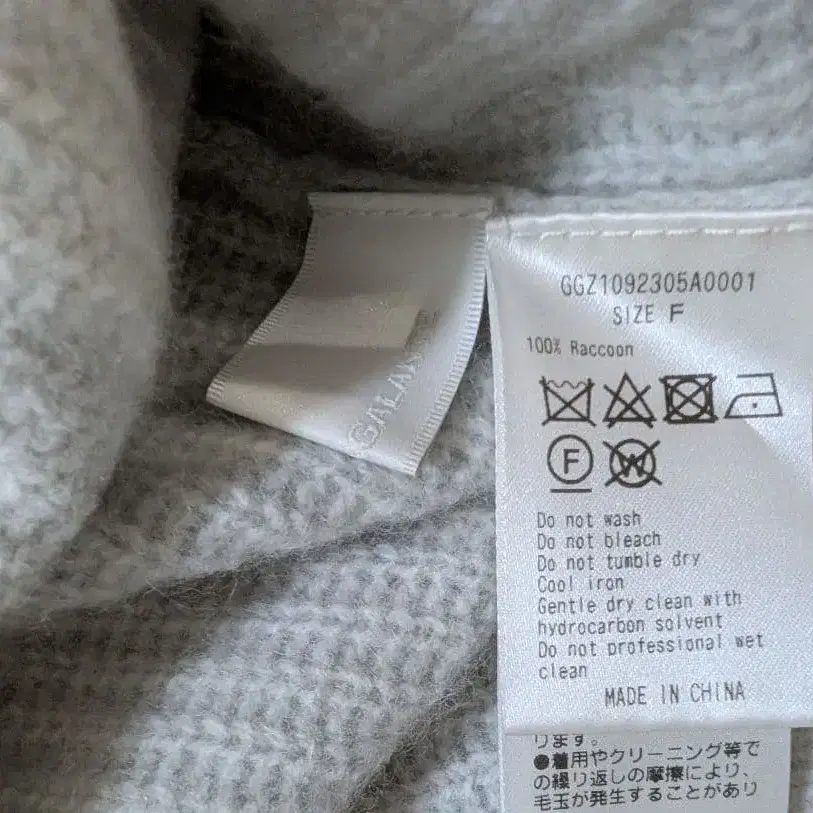 GALAN
GGZ1092305A0001
SIZE F
100% Raccoon
F
W
Do not wash
Do not bleach
Do not tumble dry
Cool iron
Gentle dry clean with
hydrocarbon solvent
Do not professional wet
clean
MADE IN CHINA
ります。
●着用やクリーニング等で
の繰り返しの摩擦により、
毛玉が発生することがあり